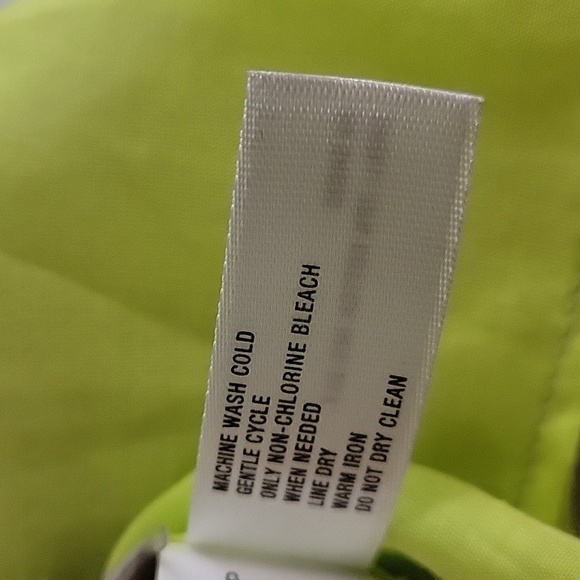 MACHINE WASH COLD
GENTLE CYCLE
ONLY NON-CHLORINE BLEACH
WHEN NEEDED
LINE DRY
WARM IRON
DO NOT DRY CLEAN